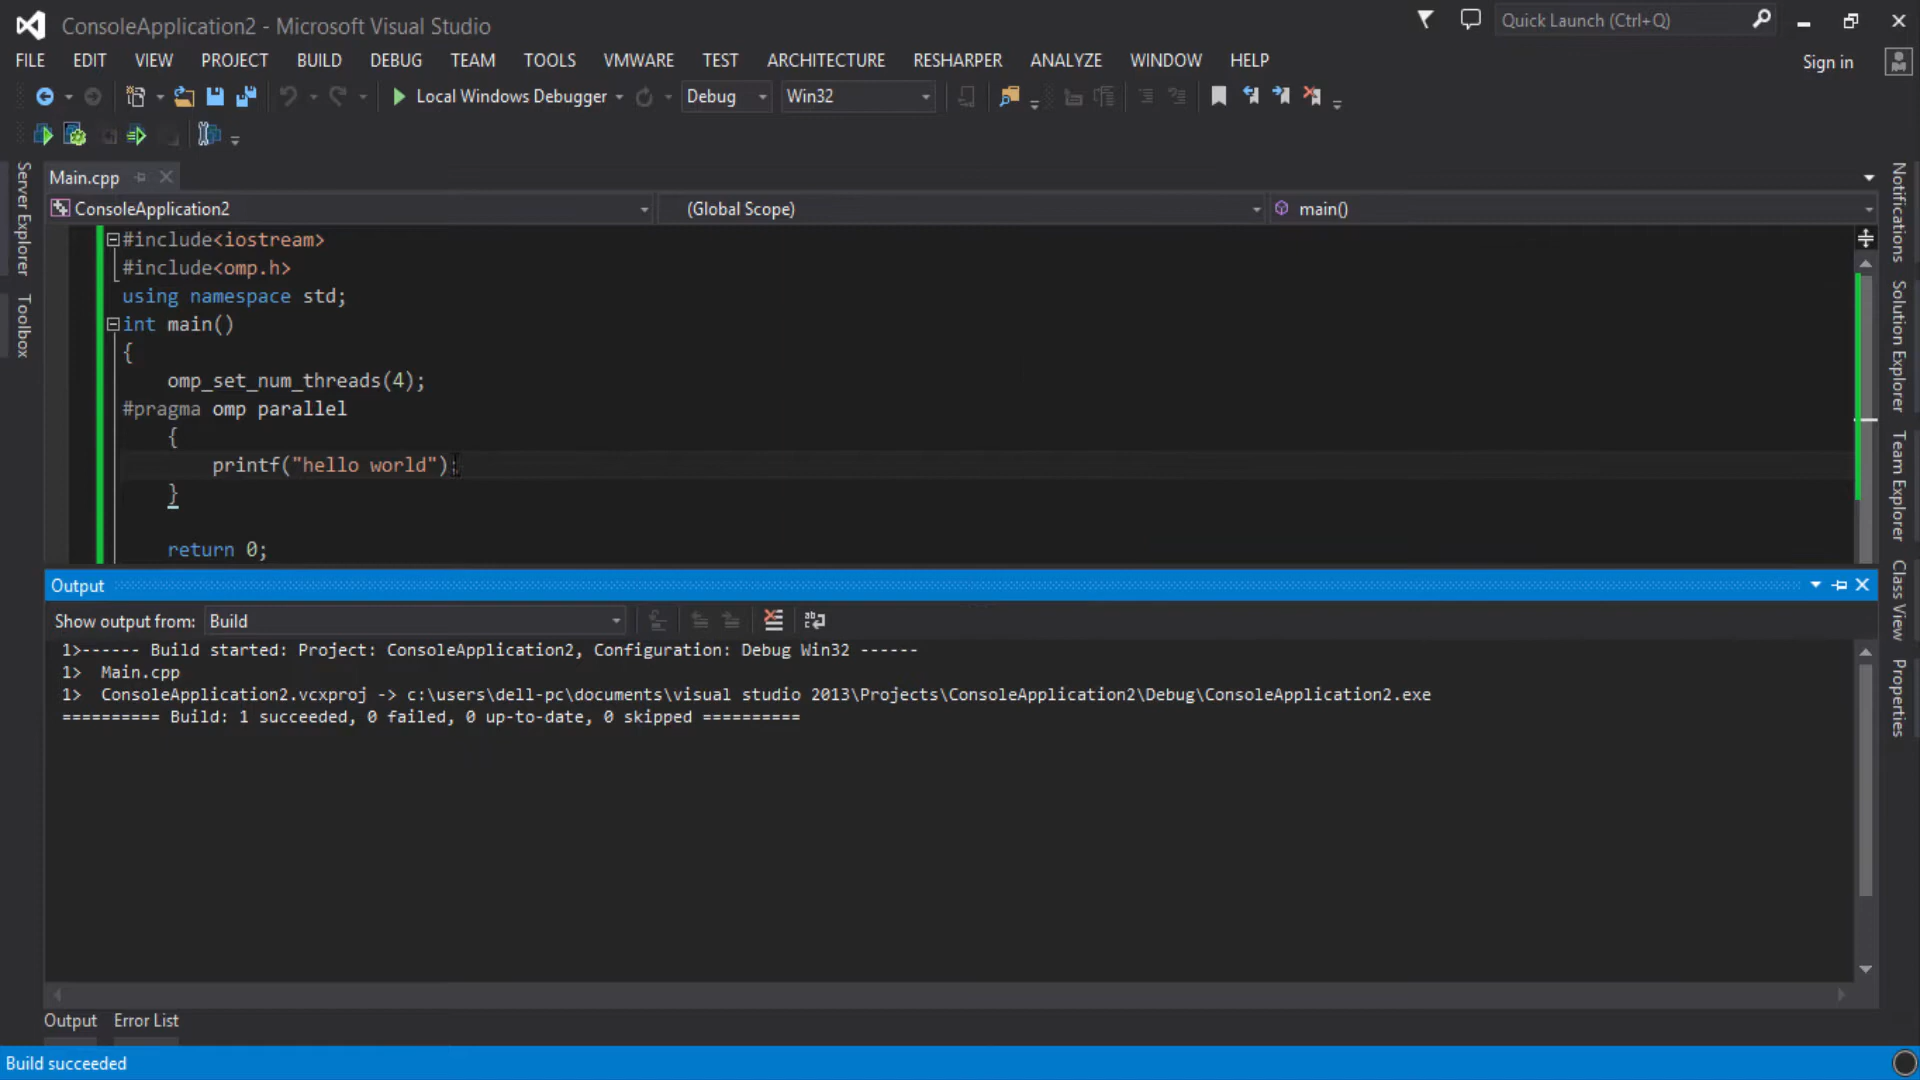 ConsoleApplication2 - Microsoft Visual Studio
Quick Launch (Ctrl+Q)
FILE EDIT VIEW PROJECT BUILD DEBUG TEAM TOOLS VMWARE TEST ARCHITECTURE RESHARPER ANALYZE WINDOW HELP
Sign in
Local Windows Debugger Debug Win32
Main.cpp
ConsoleApplication2 (Global Scope) main()
#include<iostream>
#include<omp.h>
using namespace std;
int main()
{
omp_set_num_threads(4);
#pragma omp parallel
{
printf("hello world");
}
return 0;
Output
Show output from: Build
1>------ Build started: Project: ConsoleApplication2, Configuration: Debug Win32 ------
1>  Main.cpp
1>  ConsoleApplication2.vcxproj -> c:\users\dell-pc\documents\visual studio 2013\Projects\ConsoleApplication2\Debug\ConsoleApplication2.exe
========== Build: 1 succeeded, 0 failed, 0 up-to-date, 0 skipped ==========
Output Error List
Build succeeded
Server Explorer
Toolbox
Notifications
Solution Explorer
Team Explorer
Class View
Properties